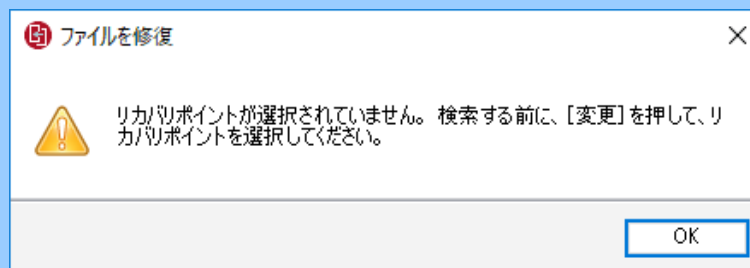 ファイルを修復
リカバリポイントが選択されていません。 検索する前に、[変更] を押して、リ
カバリポイントを選択してください。
OK